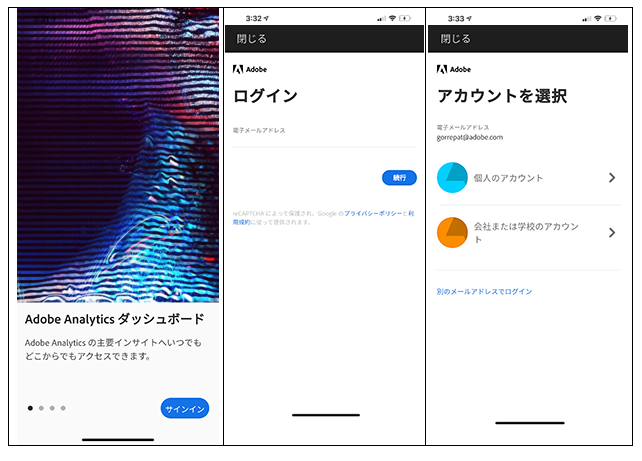 Adobe Analytics ダッシュボード
Adobe Analytics の主要インサイトへいつでも
どこからでもアクセスできます。
サインイン
3:32
閉じる
Adobe
ログイン
電子メールアドレス
続行
reCAPTCHA によって保護され、Google のプライバシーポリシーと利
用規約に従って提供されます。
3:33
閉じる
Adobe
アカウントを選択
電子メールアドレス
gorrepat@adobe.com
個人のアカウント
会社または学校のアカウン
ト
別のメールアドレスでログイン